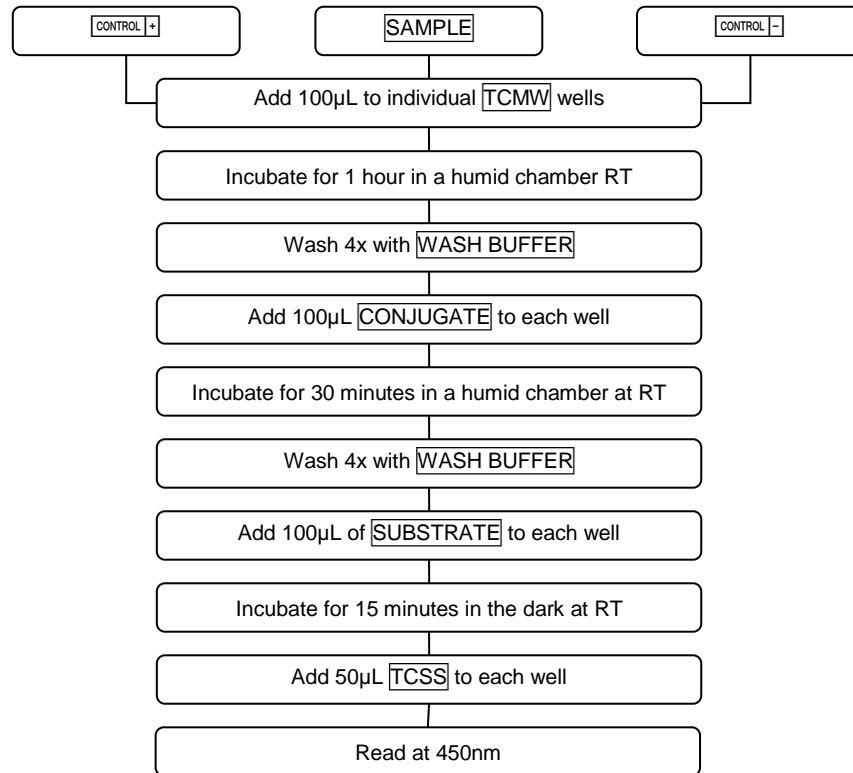 CONTROL +
SAMPLE
CONTROL −
Add 100µL to individual TCMW wells
Incubate for 1 hour in a humid chamber RT
Wash 4x with WASH BUFFER
Add 100µL CONJUGATE to each well
Incubate for 30 minutes in a humid chamber at RT
Wash 4x with WASH BUFFER
Add 100µL of SUBSTRATE to each well
Incubate for 15 minutes in the dark at RT
Add 50µL TCSS to each well
Read at 450nm